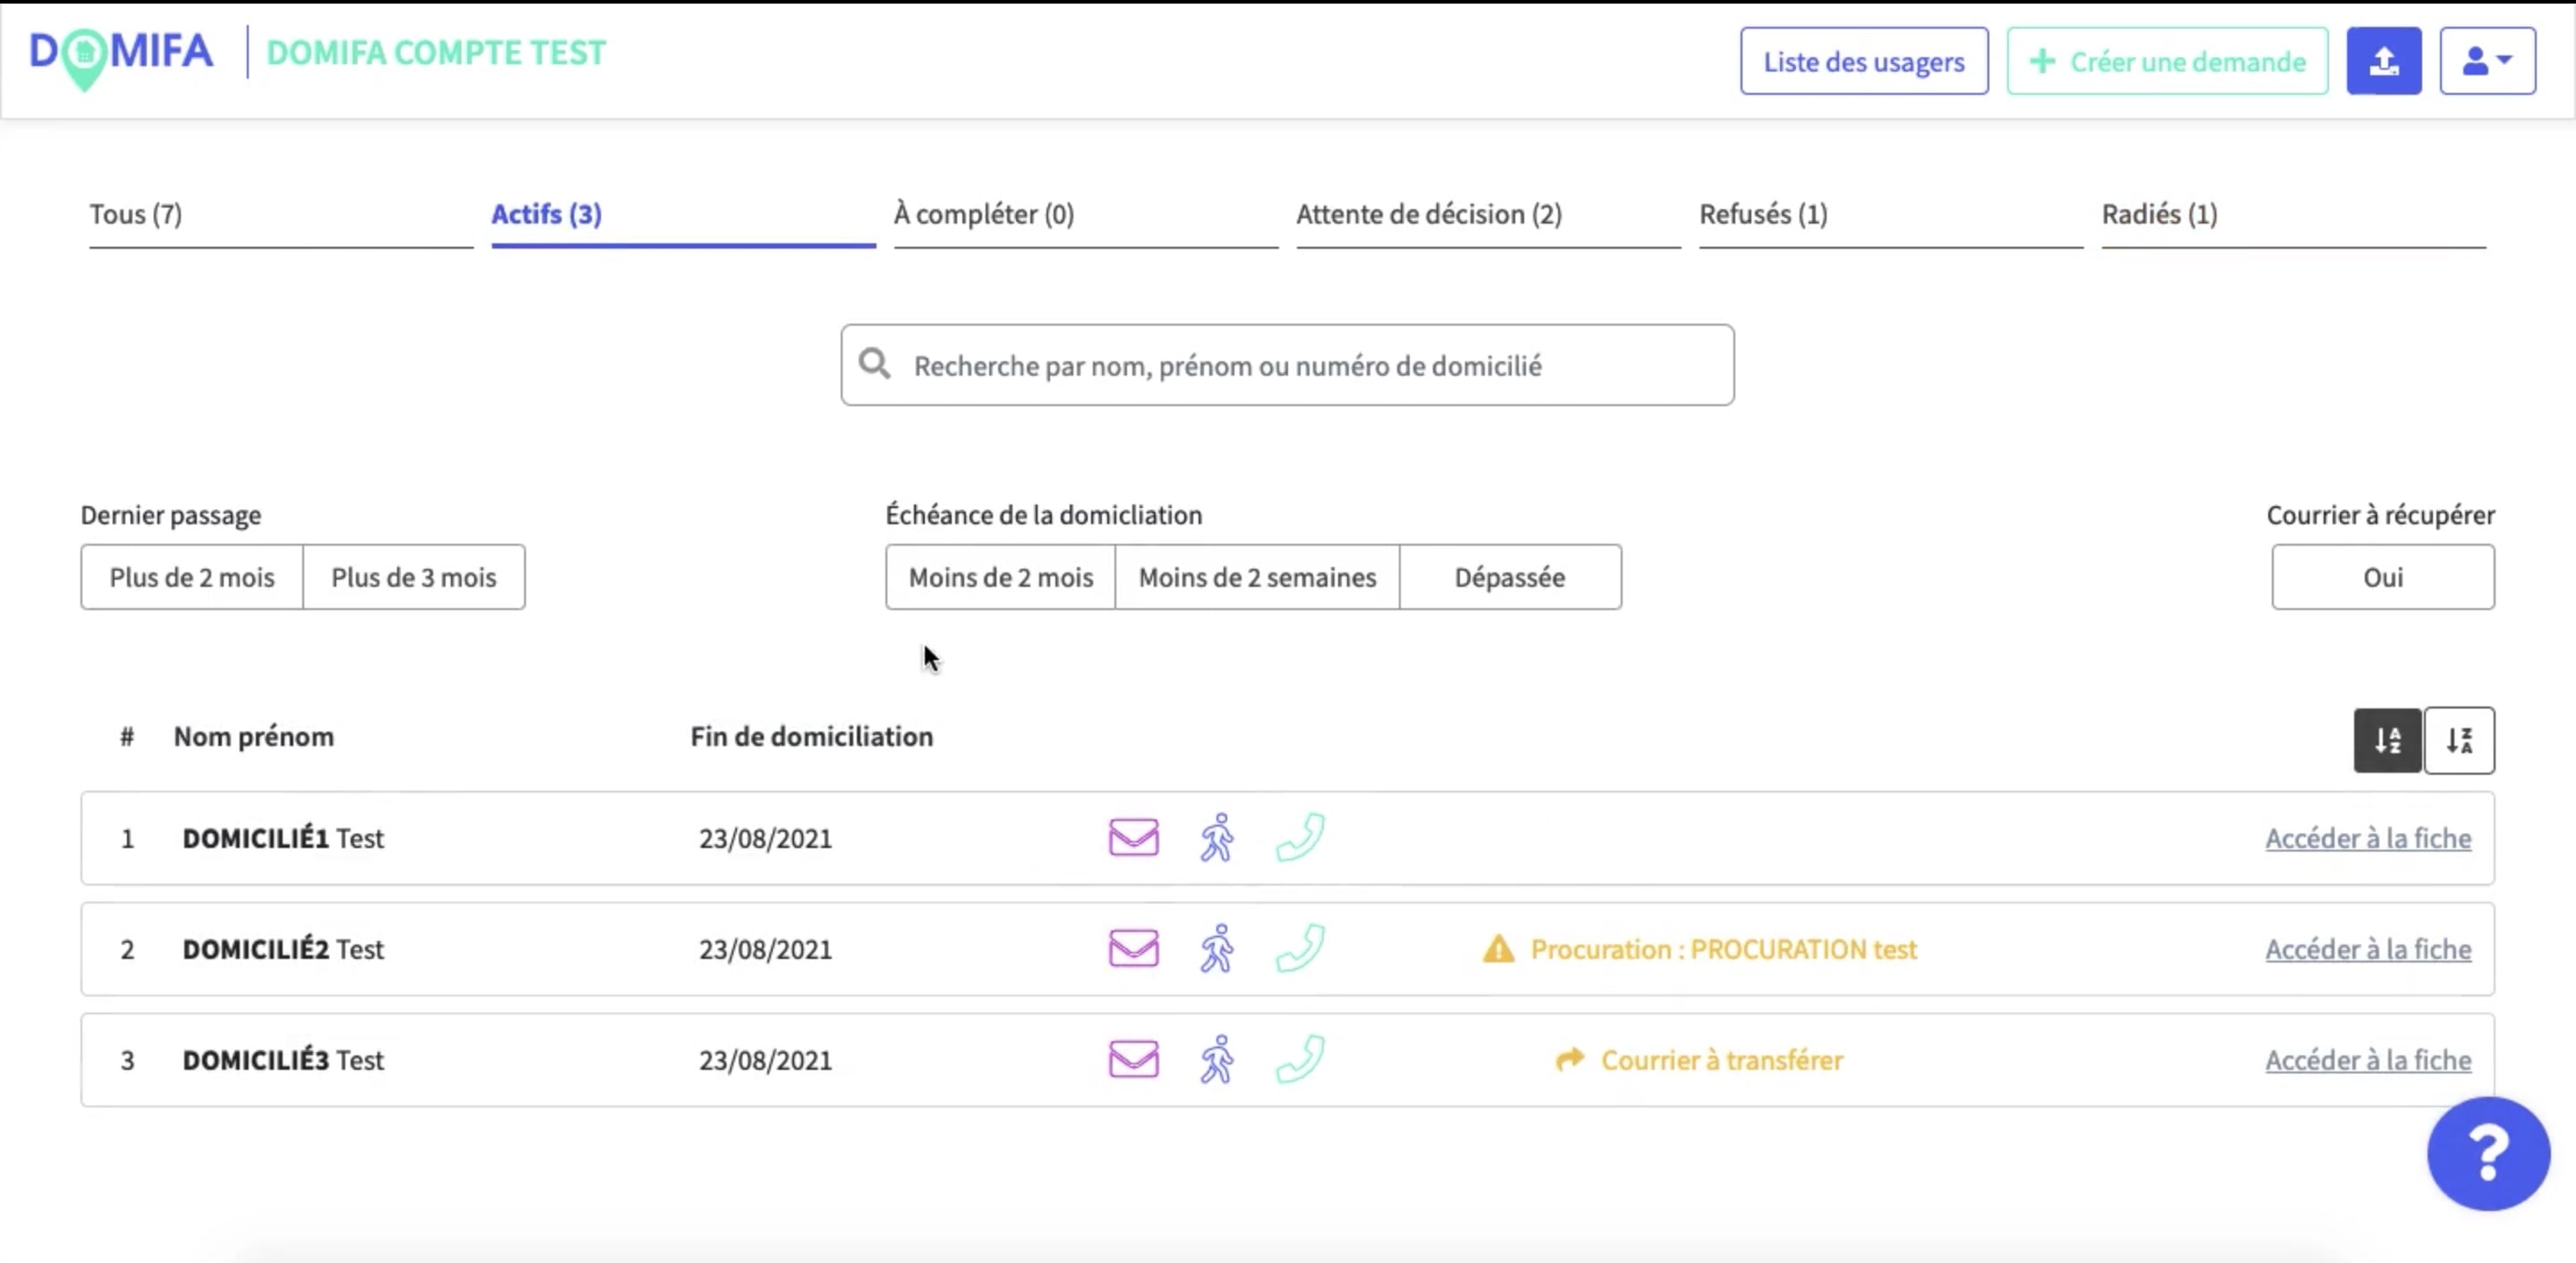 DOMIFA DOMIFA COMPTE TEST Liste des usagers + Créer une demande
Tous (7) Actifs (3) À compléter (0) Attente de décision (2) Refusés (1) Radiés (1)
Recherche par nom, prénom ou numéro de domicilié
Dernier passage Échéance de la domicliation Courrier à récupérer
Plus de 2 mois Plus de 3 mois Moins de 2 mois Moins de 2 semaines Dépassée Oui
# Nom prénom Fin de domiciliation
1 DOMICILIÉ1 Test 23/08/2021 Accéder à la fiche
2 DOMICILIÉ2 Test 23/08/2021 Procuration : PROCURATION test Accéder à la fiche
3 DOMICILIÉ3 Test 23/08/2021 Courrier à transférer Accéder à la fiche
?